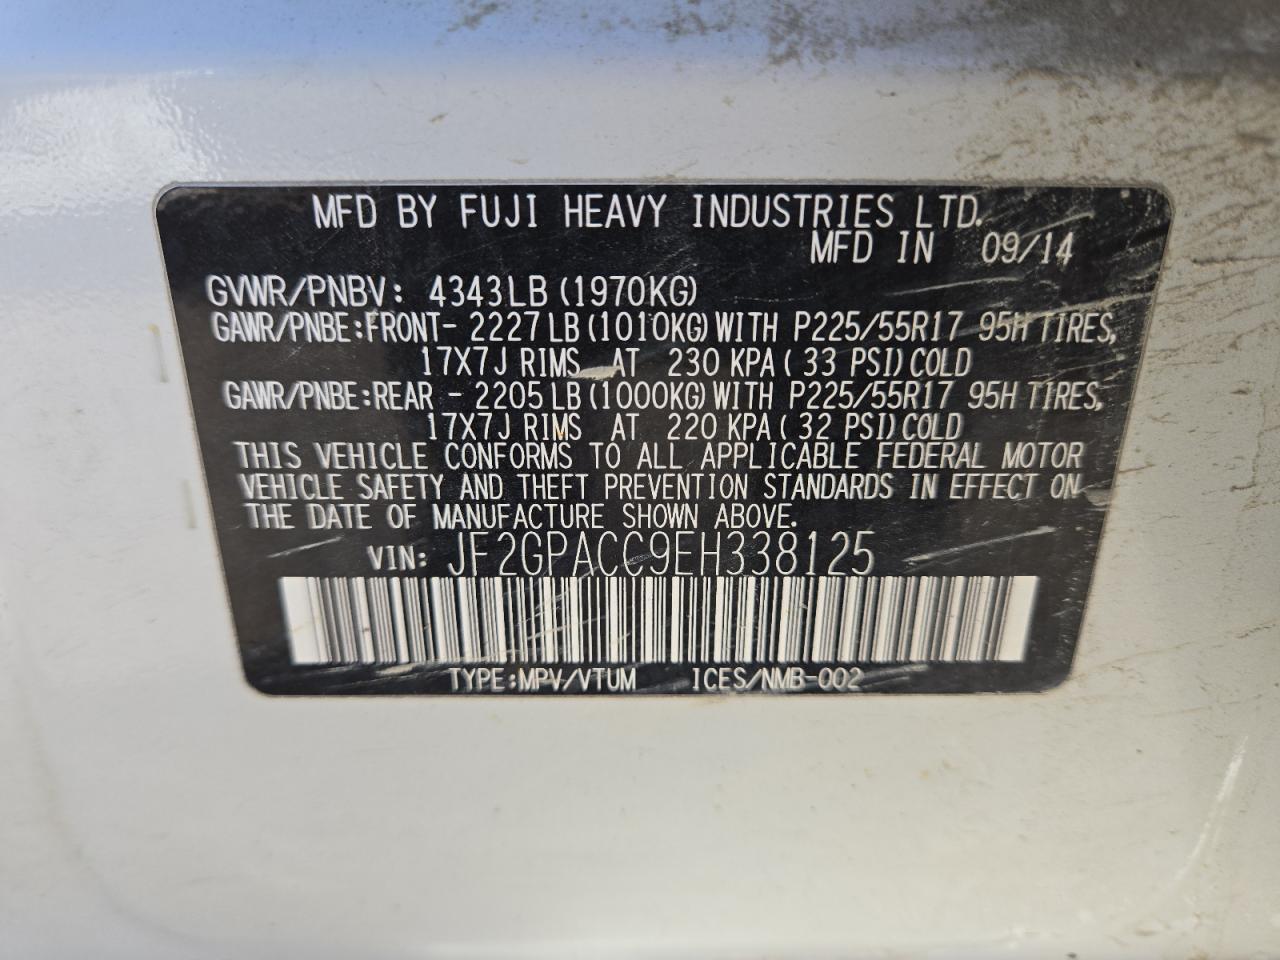 MFD BY FUJI HEAVY INDUSTRIES LTD.
MFD IN 09/14
GVWR/PNBV: 4343LB (1970KG)
GAWR/PNBE:FRONT- 2227LB(1010KG)WITH P225/55R17 95H TIRES,
17X7J RIMS AT 230 KPA( 33 PSI)COLD
GAWR/PNBE:REAR - 2205LB(1000KG)WITH P225/55R17 95H TIRES,
17X7J RIMS AT 220 KPA( 32 PSI)COLD
THIS VEHICLE CONFORMS TO ALL APPLICABLE FEDERAL MOTOR
VEHICLE SAFETY AND THEFT PREVENTION STANDARDS IN EFFECT ON
THE DATE OF MANUFACTURE SHOWN ABOVE.
VIN: JF2GPACC9EH338125
TYPE:MPV/VTUM ICES/NMB-002